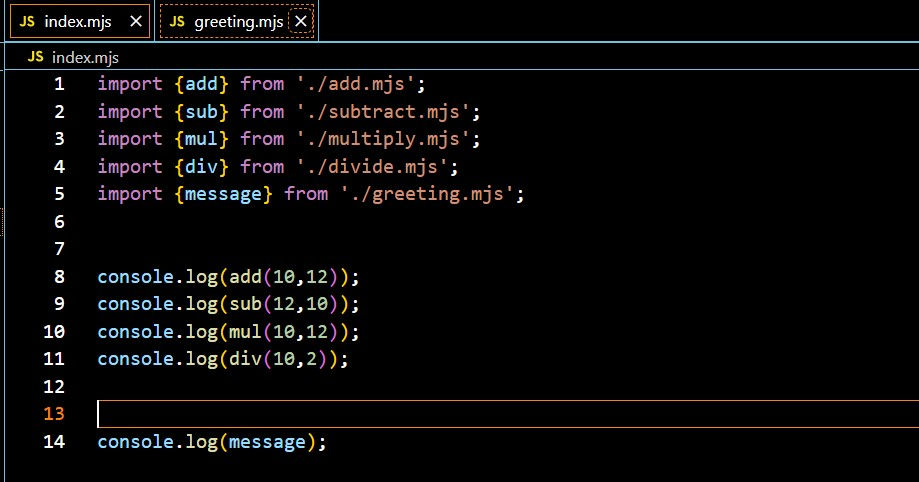 JS index.mjs × JS greeting.mjs ×
JS index.mjs
1 import {add} from './add.mjs';
2 import {sub} from './subtract.mjs';
3 import {mul} from './multiply.mjs';
4 import {div} from './divide.mjs';
5 import {message} from './greeting.mjs';
6
7
8 console.log(add(10,12));
9 console.log(sub(12,10));
10 console.log(mul(10,12));
11 console.log(div(10,2));
12
13
14 console.log(message);